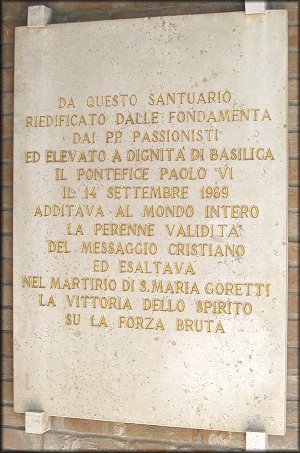 DA QUESTO SANTUARIO
RIEDIFICATO DALLE FONDAMENTA
DAI PP. PASSIONISTI
ED ELEVATO A DIGNITÀ DI BASILICA
IL PONTEFICE PAOLO VI
IL 14 SETTEMBRE 1969
ADDITAVA AL MONDO INTERO
LA PERENNE VALIDITÀ
DEL MESSAGGIO CRISTIANO
ED ESALTAVA
NEL MARTIRIO DI S. MARIA GORETTI
LA VITTORIA DELLO SPIRITO
SU LA FORZA BRUTA